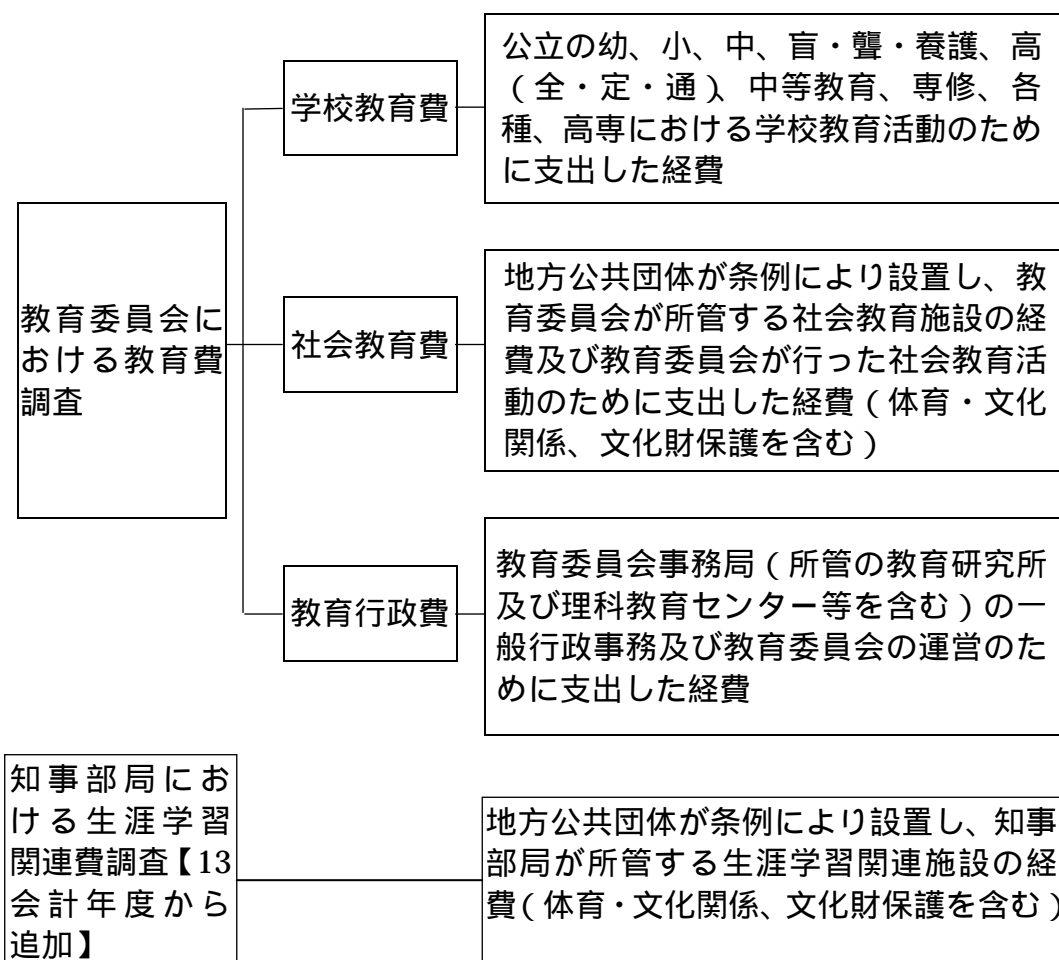 学校教育費
公立の幼、小、中、盲・聾・養護、高
（全・定・通）、中等教育、専修、各
種、高専における学校教育活動のため
に支出した経費
教育委員会に
おける教育費
調査
社会教育費
地方公共団体が条例により設置し、教
育委員会が所管する社会教育施設の経
費及び教育委員会が行った社会教育活
動のために支出した経費（体育・文化
関係、文化財保護を含む）
教育行政費
教育委員会事務局（所管の教育研究所
及び理科教育センター等を含む）の一
般行政事務及び教育委員会の運営のた
めに支出した経費
知事部局にお
ける生涯学習
関連費調査【13
会計年度から
追加】
地方公共団体が条例により設置し、知事
部局が所管する生涯学習関連施設の経
費（体育・文化関係、文化財保護を含む）